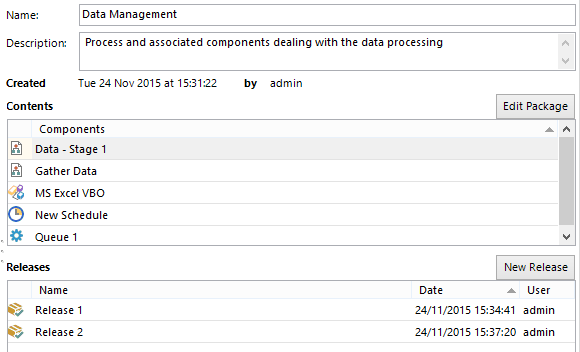 Name: Data Management
Description: Process and associated components dealing with the data processing
Created Tue 24 Nov 2015 at 15:31:22 by admin
Contents Edit Package
Components
Data - Stage 1
Gather Data
MS Excel VBO
New Schedule
Queue 1
Releases New Release
Name Date User
Release 1 24/11/2015 15:34:41 admin
Release 2 24/11/2015 15:37:20 admin